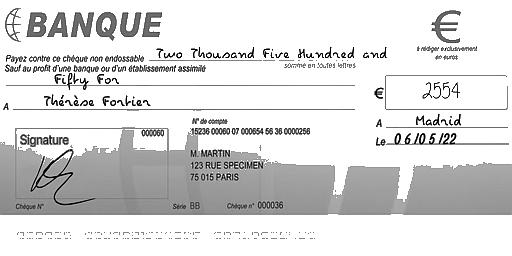 BANQUE
€
à rédiger exclusivement
en euros
Payez contre ce chèque non endossable Two Thousand Five Hundred and
Sauf au profit d'une banque ou d'un établissement assimilé
somme en toutes lettres
Fifty For
€ 2554
A Thérèse Fortier
A Madrid
Le 06/05/22
Signature
000060
N° de compte
15236 00060 07 000654 56 36 0000256
M. MARTIN
123 RUE SPECIMEN
75 015 PARIS
Chèque N°
Série BB
Chèque n° 000036